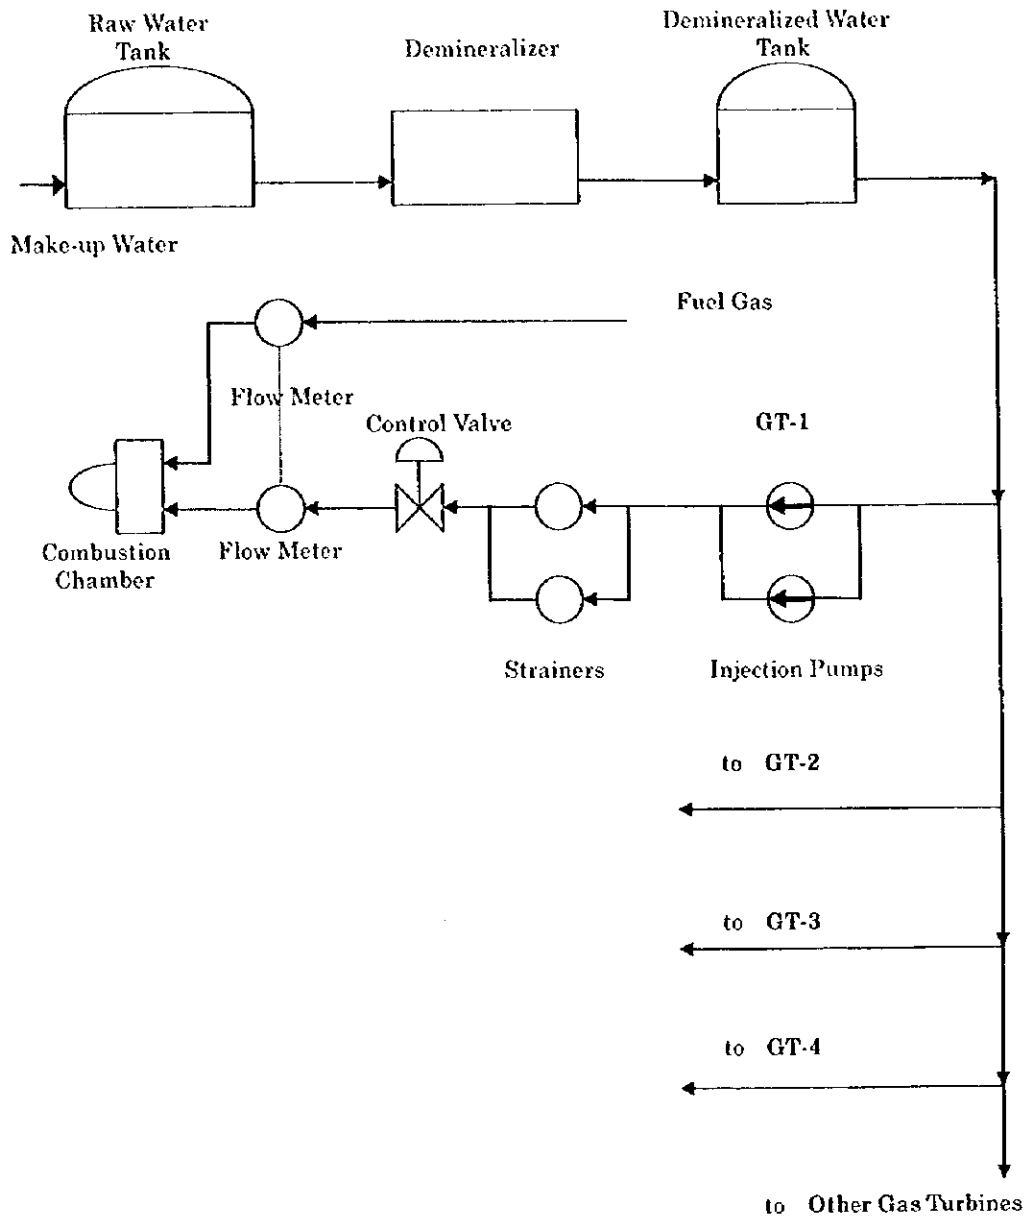 Raw Water
Tank
Demineralizer
Demineralized Water
Tank
Make-up Water
Fuel Gas
Flow Meter
Control Valve
GT-1
Combustion
Chamber
Flow Meter
Strainers
Injection Pumps
to GT-2
to GT-3
to GT-4
to Other Gas Turbines